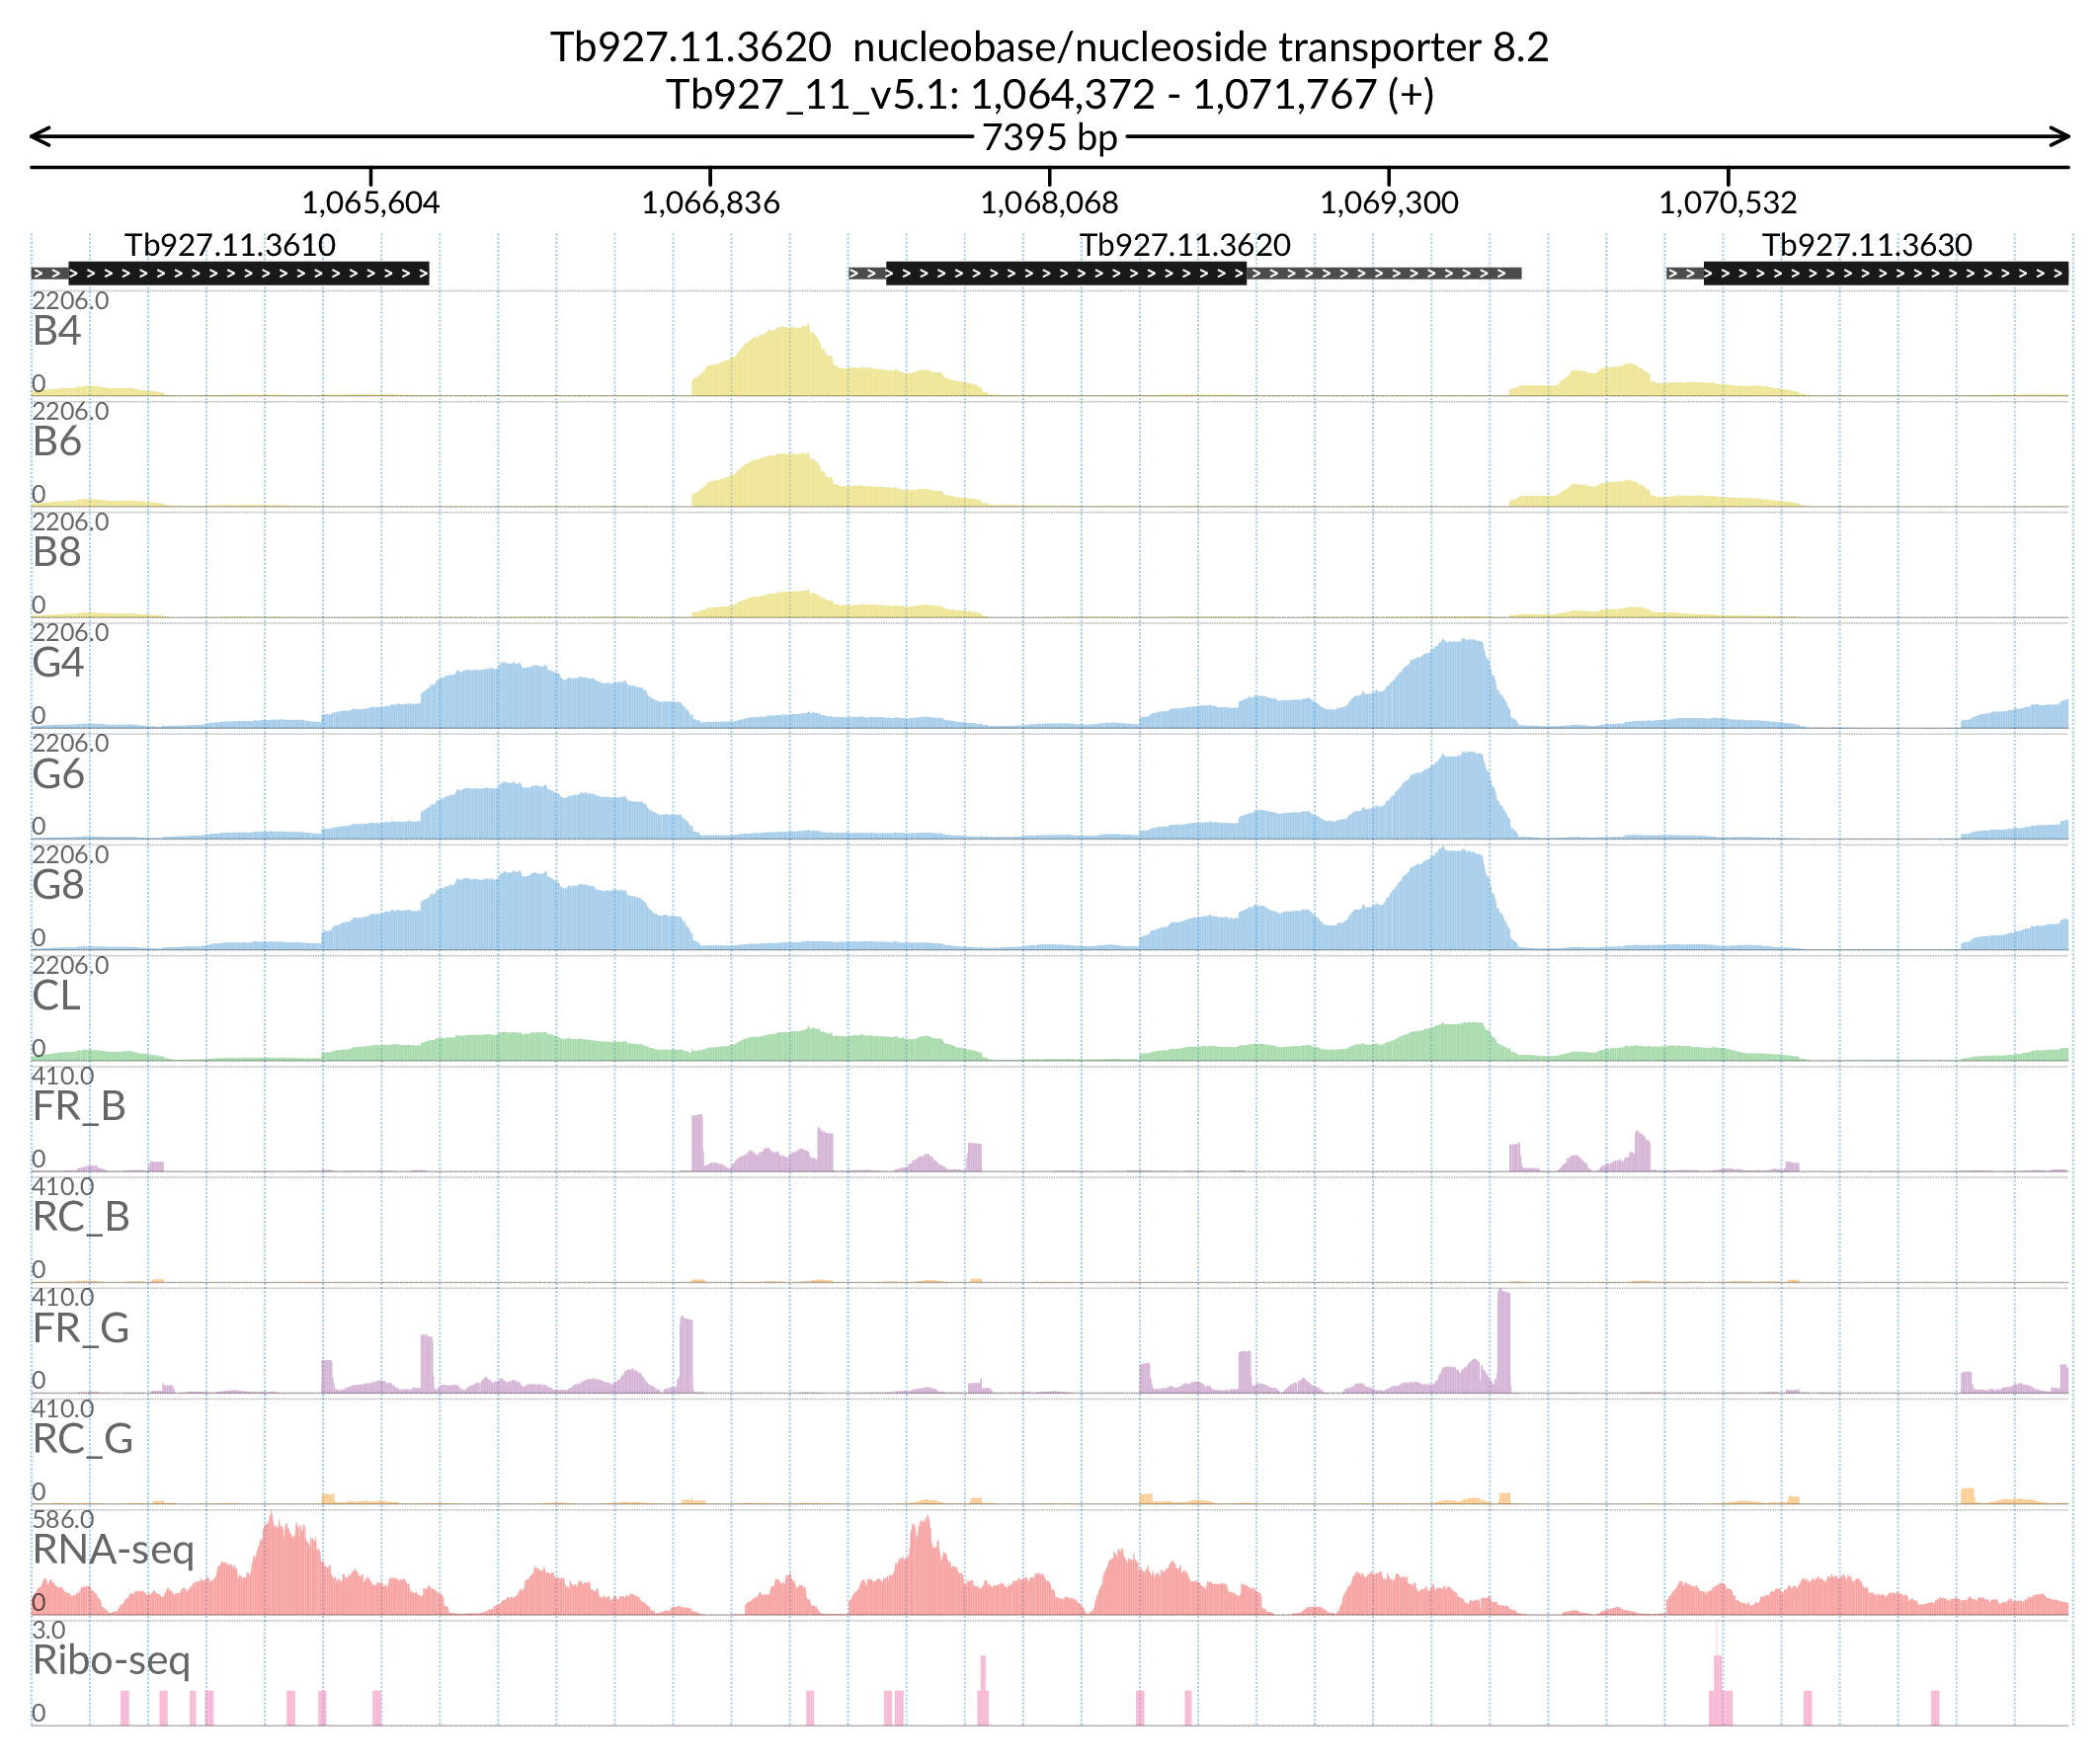 Tb927.11.3620  nucleobase/nucleoside transporter 8.2
Tb927_11_v5.1: 1,064,372 - 1,071,767 (+)
7395 bp
1,065,604 1,066,836 1,068,068 1,069,300 1,070,532
Tb927.11.3610 Tb927.11.3620 Tb927.11.3630
2206.0
B4
0
2206.0
B6
0
2206.0
B8
0
2206.0
G4
0
2206.0
G6
0
2206.0
G8
0
2206.0
CL
0
410.0
FR_B
0
410.0
RC_B
0
410.0
FR_G
0
410.0
RC_G
0
586.0
RNA-seq
0
3.0
Ribo-seq
0